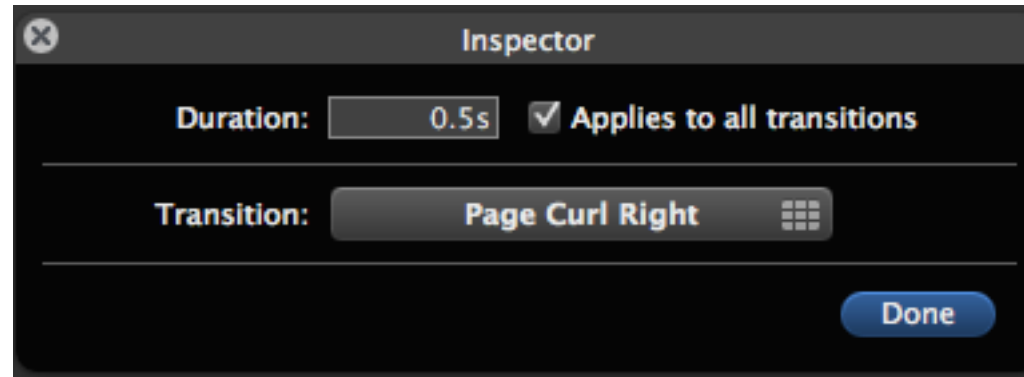 Inspector
Duration: 0.5s Applies to all transitions
Transition: Page Curl Right
Done